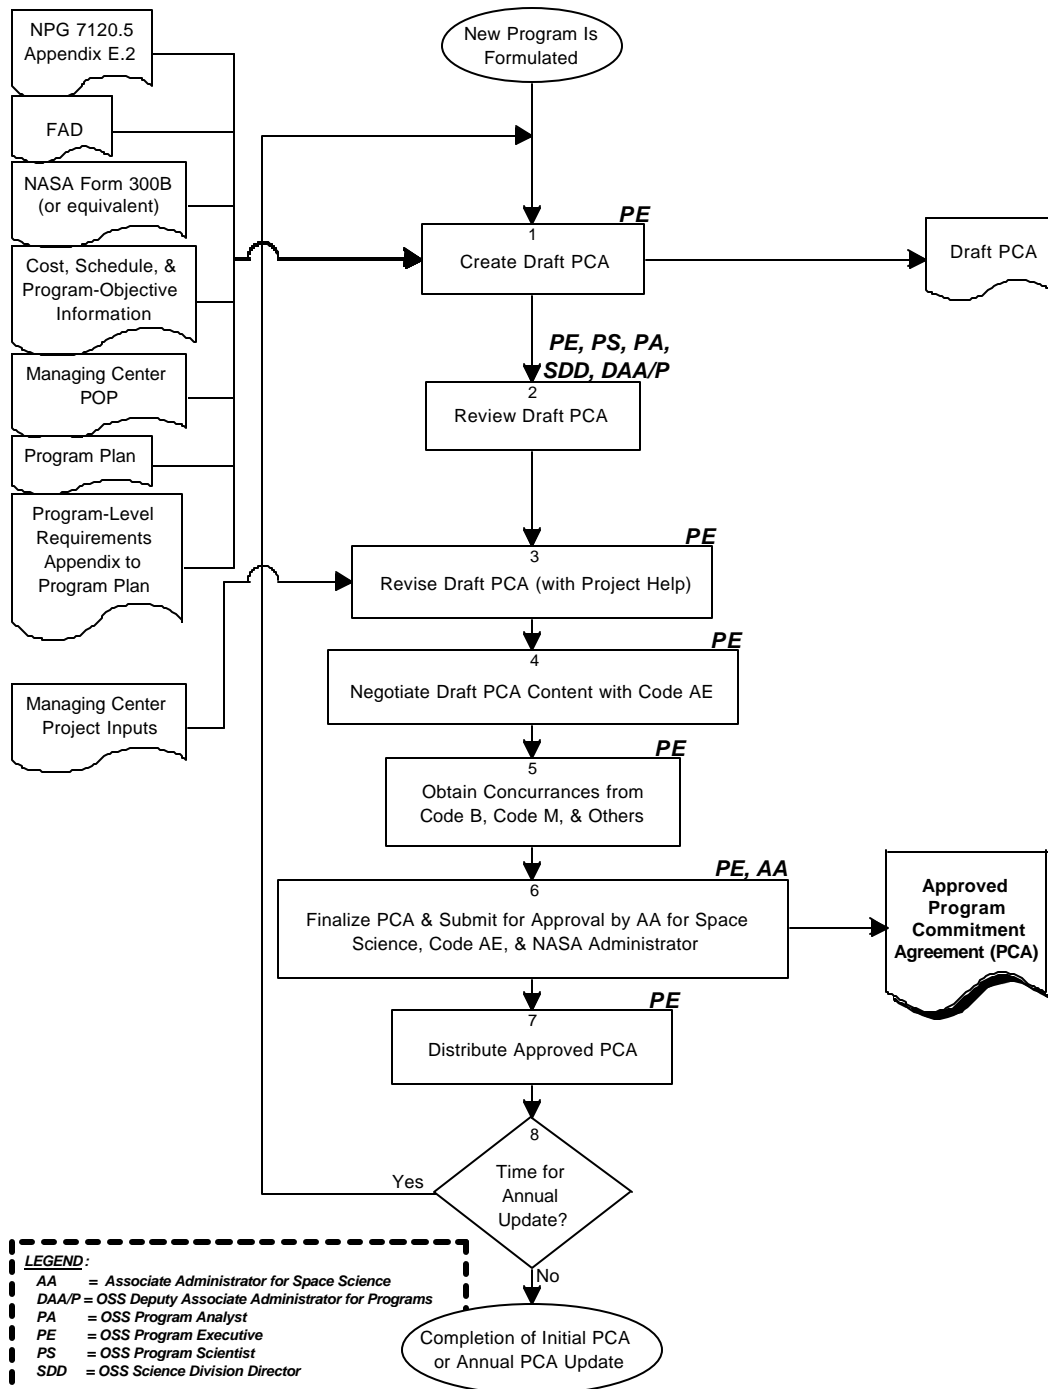 NPG 7120.5
Appendix E.2
FAD
NASA Form 300B
(or equivalent)
Cost, Schedule, &
Program-Objective
Information
Managing Center
POP
Program Plan
Program-Level
Requirements
Appendix to
Program Plan
Managing Center
Project Inputs
New Program Is
Formulated
PE
1
Create Draft PCA
Draft PCA
PE, PS, PA,
SDD, DAA/P
2
Review Draft PCA
PE
3
Revise Draft PCA (with Project Help)
PE
4
Negotiate Draft PCA Content with Code AE
PE
5
Obtain Concurrances from
Code B, Code M, & Others
PE, AA
6
Finalize PCA & Submit for Approval by AA for Space
Science, Code AE, & NASA Administrator
Approved
Program
Commitment
Agreement (PCA)
PE
7
Distribute Approved PCA
8
Time for
Annual
Update?
Yes
No
Completion of Initial PCA
or Annual PCA Update
LEGEND:
AA = Associate Administrator for Space Science
DAA/P = OSS Deputy Associate Administrator for Programs
PA = OSS Program Analyst
PE = OSS Program Executive
PS = OSS Program Scientist
SDD = OSS Science Division Director